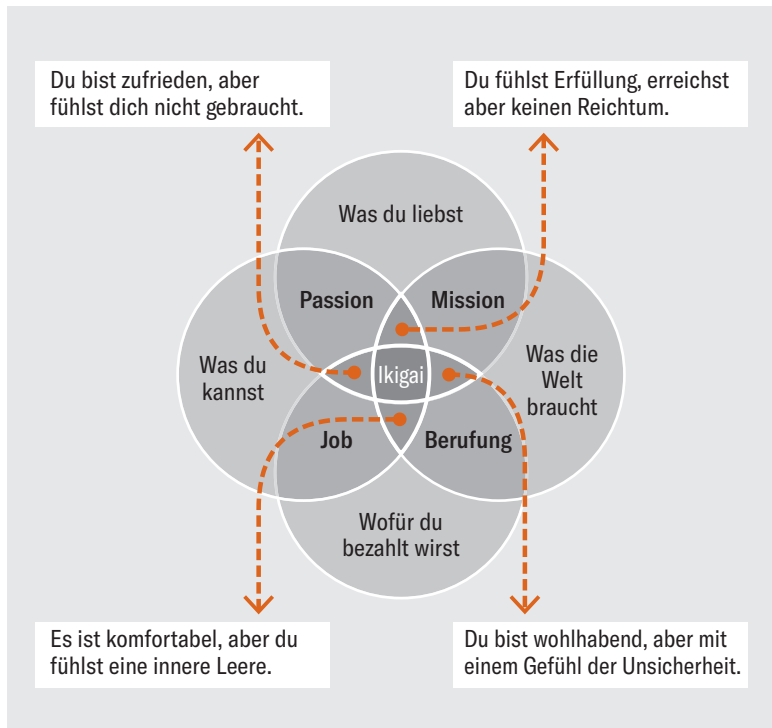 Du bist zufrieden, aber
fühlst dich nicht gebraucht.
Du fühlst Erfüllung, erreichst
aber keinen Reichtum.
Was du liebst
Passion
Mission
Was du
kannst
Ikigai
Was die
Welt
braucht
Job
Berufung
Wofür du
bezahlt wirst
Es ist komfortabel, aber du
fühlst eine innere Leere.
Du bist wohlhabend, aber mit
einem Gefühl der Unsicherheit.